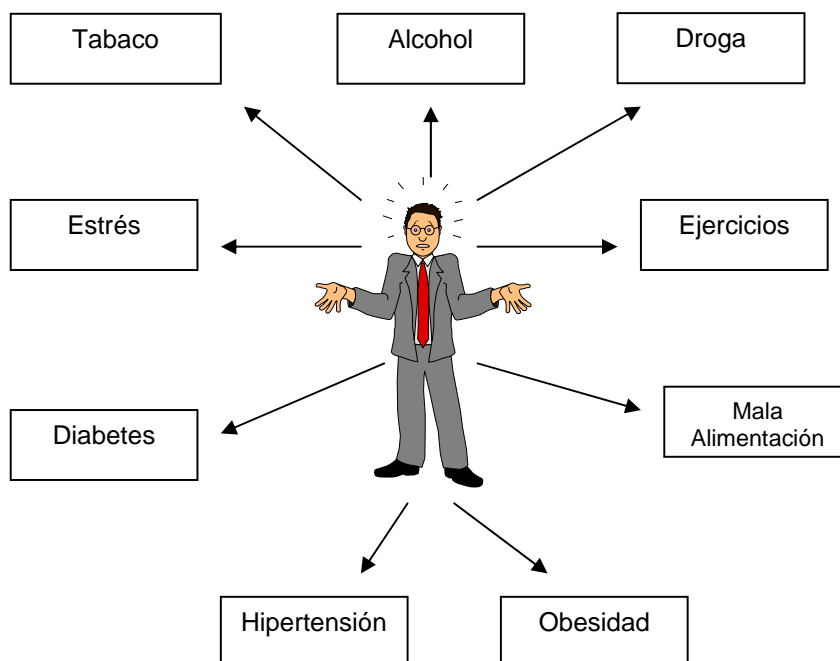 Tabaco
Alcohol
Droga
Estrés
Ejercicios
Diabetes
Mala
Alimentación
Hipertensión
Obesidad